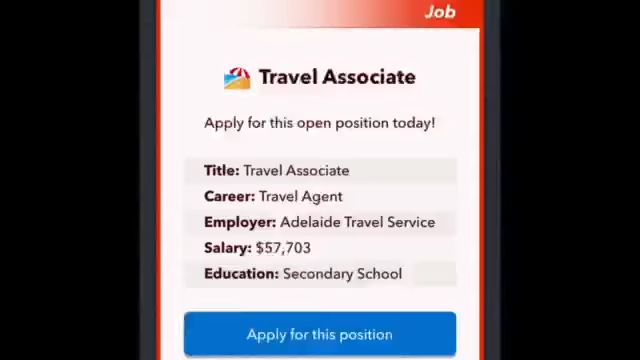 Job
Travel Associate
Apply for this open position today!
Title: Travel Associate
Career: Travel Agent
Employer: Adelaide Travel Service
Salary: $57,703
Education: Secondary School
Apply for this position